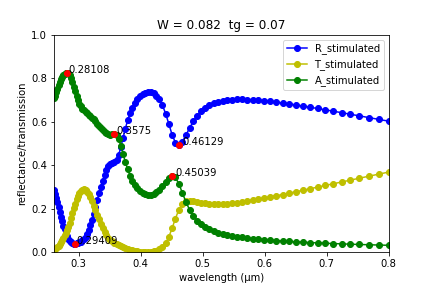 W = 0.082 tg = 0.07
1.0
0.8
0.6
0.4
0.2
0.0
reflectance/transmission
R_stimulated
T_stimulated
A_stimulated
0.28108
0.3575
0.46129
0.45039
0.29409
0.3 0.4 0.5 0.6 0.7 0.8
wavelength (μm)